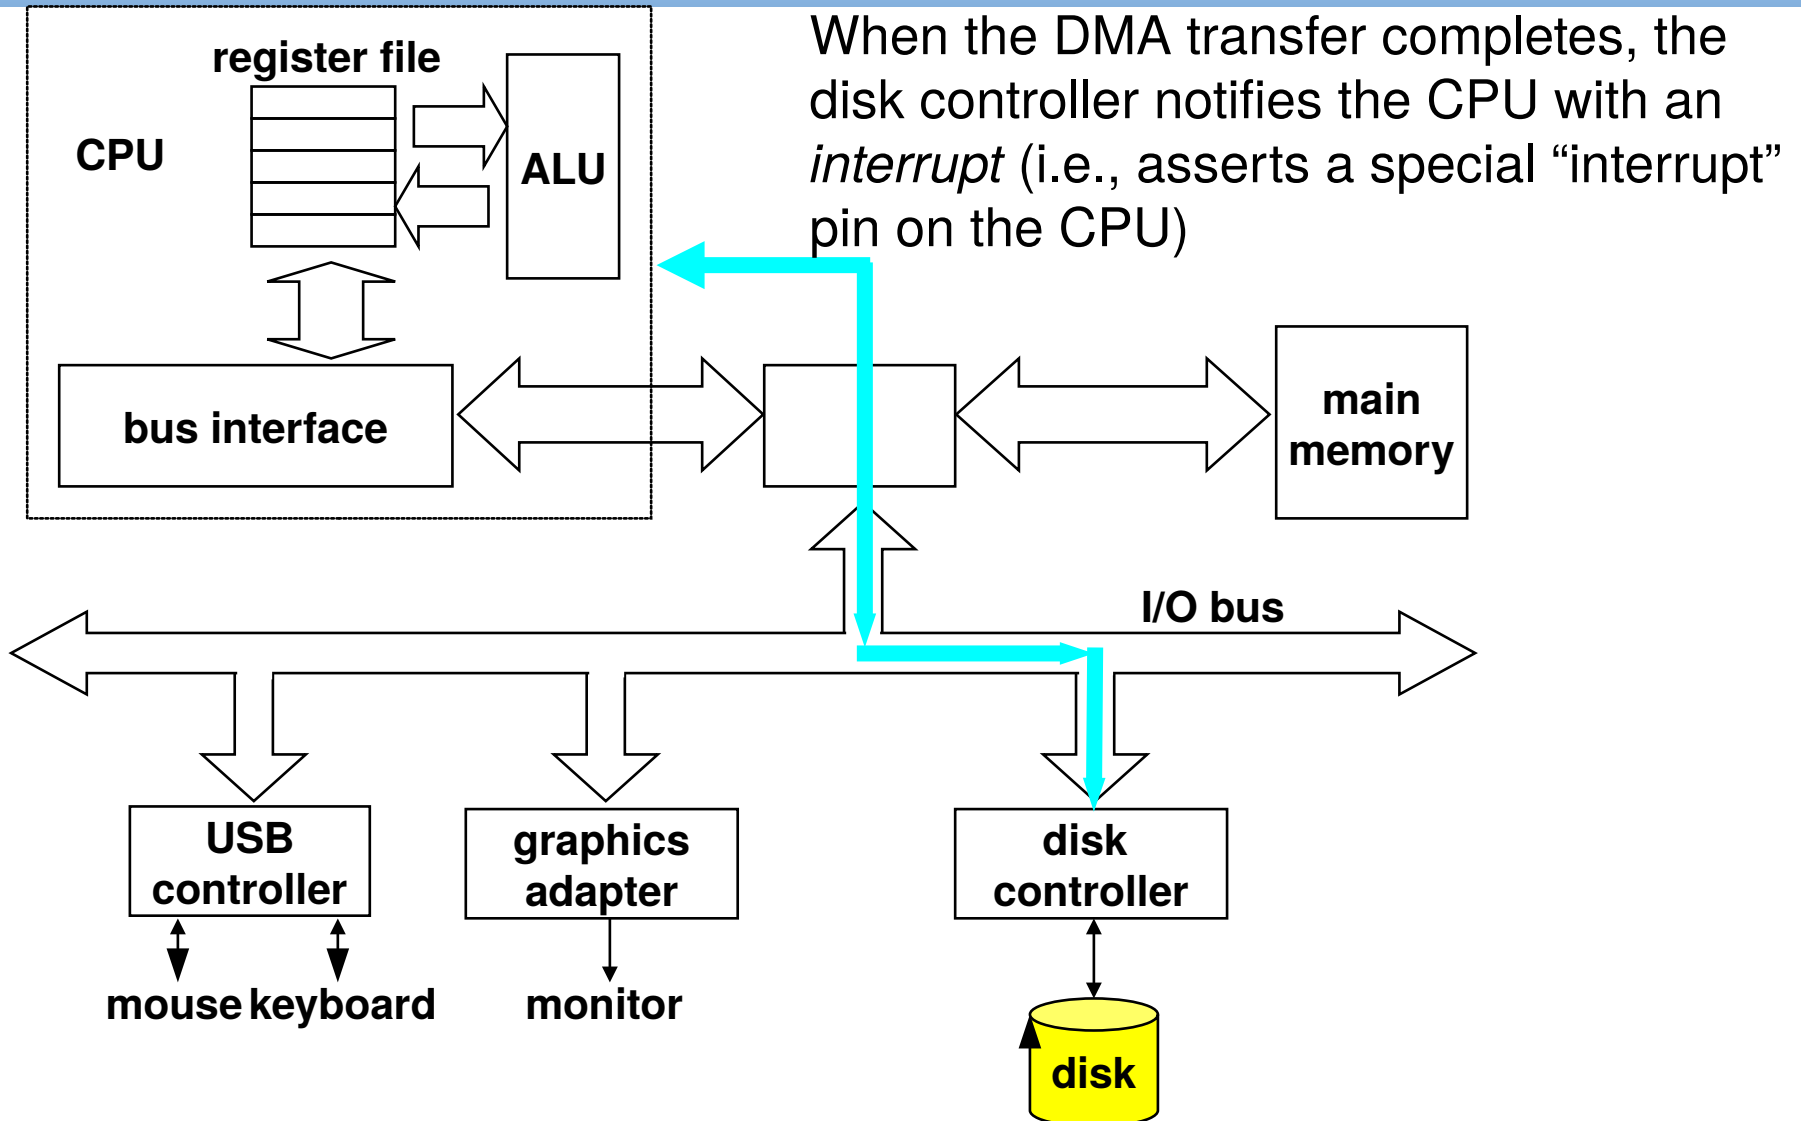 When the DMA transfer completes, the
disk controller notifies the CPU with an
interrupt (i.e., asserts a special “interrupt”
pin on the CPU)
register file
CPU
ALU
bus interface
main
memory
I/O bus
USB
controller
graphics
adapter
disk
controller
mouse keyboard
monitor
disk